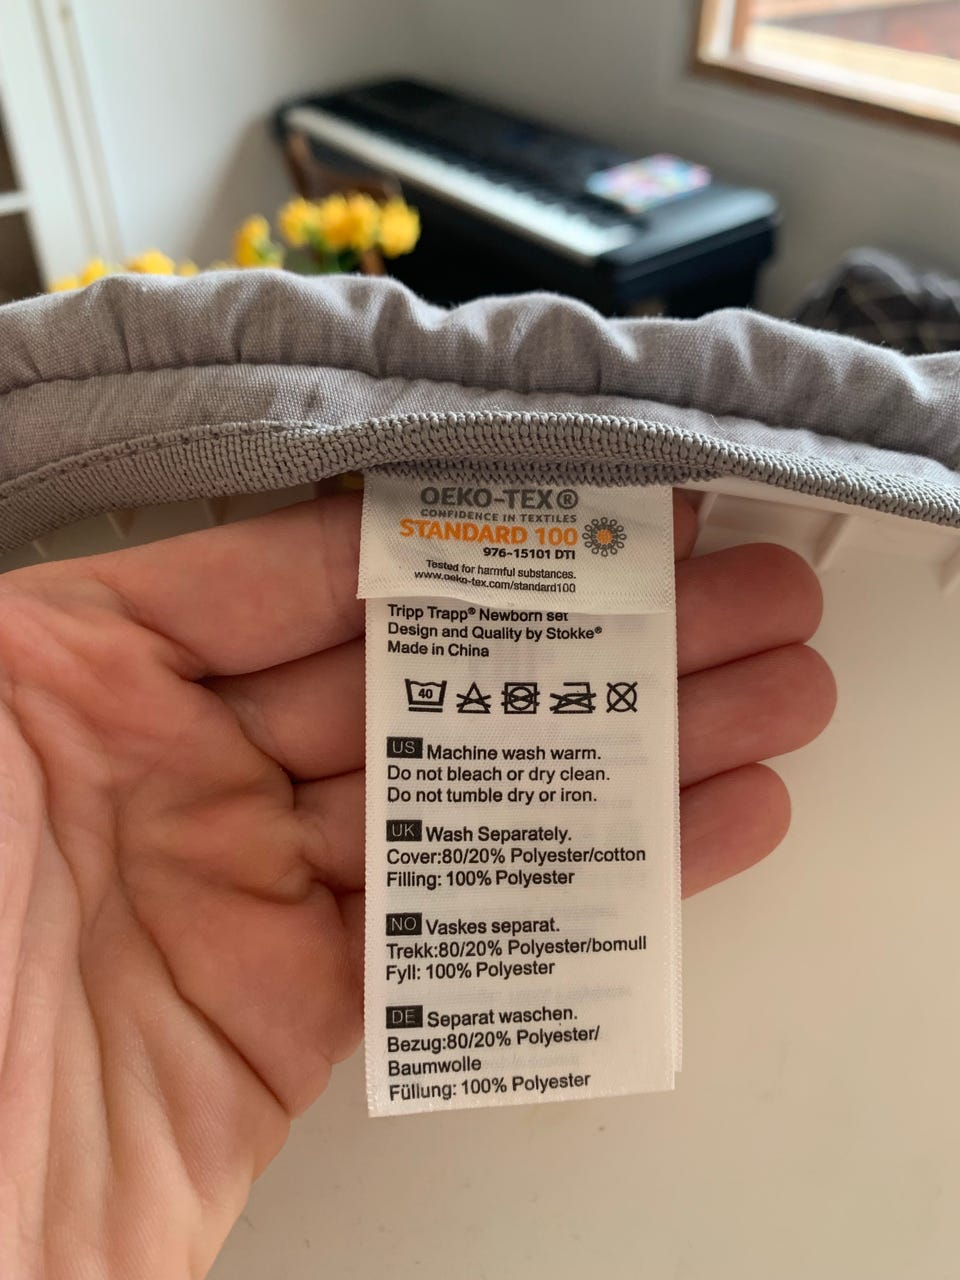 OEKO-TEX®
CONFIDENCE IN TEXTILES
STANDARD 100
976-15101 DTI
Tested for harmful substances.
www.oeko-tex.com/standard100
Tripp Trapp® Newborn set
Design and Quality by Stokke®
Made in China
40
US Machine wash warm.
Do not bleach or dry clean.
Do not tumble dry or iron.
UK Wash Separately.
Cover:80/20% Polyester/cotton
Filling: 100% Polyester
NO Vaskes separat.
Trekk:80/20% Polyester/bomull
Fyll: 100% Polyester
DE Separat waschen.
Bezug:80/20% Polyester/
Baumwolle
Füllung: 100% Polyester